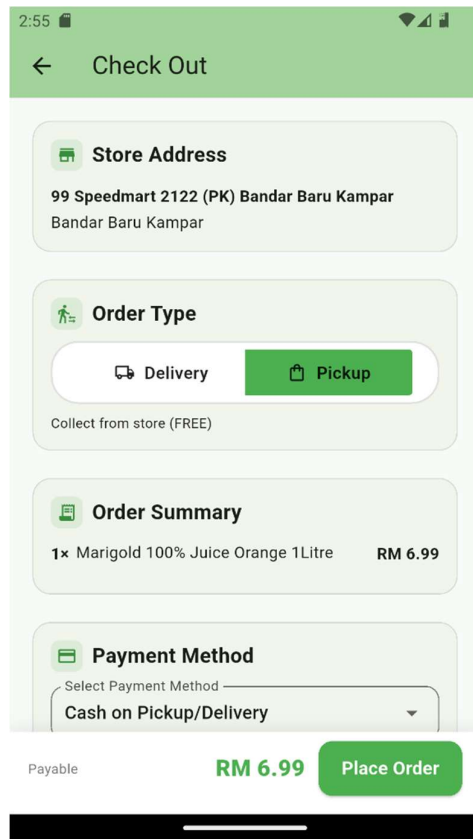 2:55
Check Out
Store Address
99 Speedmart 2122 (PK) Bandar Baru Kampar
Bandar Baru Kampar
Order Type
Delivery Pickup
Collect from store (FREE)
Order Summary
1× Marigold 100% Juice Orange 1Litre RM 6.99
Payment Method
Select Payment Method
Cash on Pickup/Delivery
Payable RM 6.99 Place Order